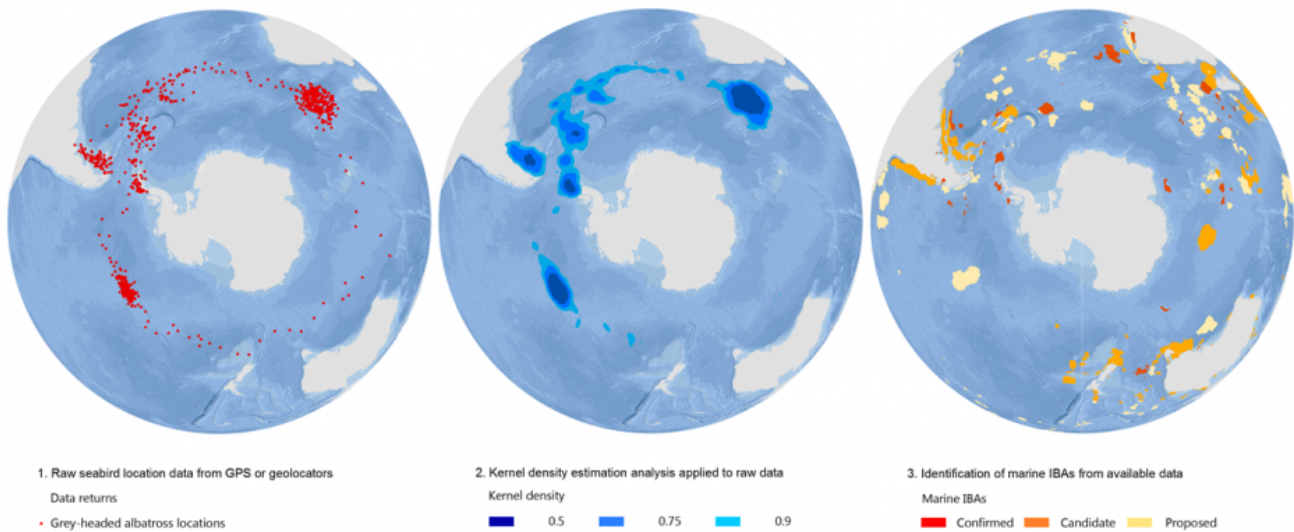 1. Raw seabird location data from GPS or geolocators
Data returns
Grey-headed albatross locations
2. Kernel density estimation analysis applied to raw data
Kernel density
0.5 0.75 0.9
3. Identification of marine IBAs from available data
Marine IBAs
Confirmed Candidate Proposed